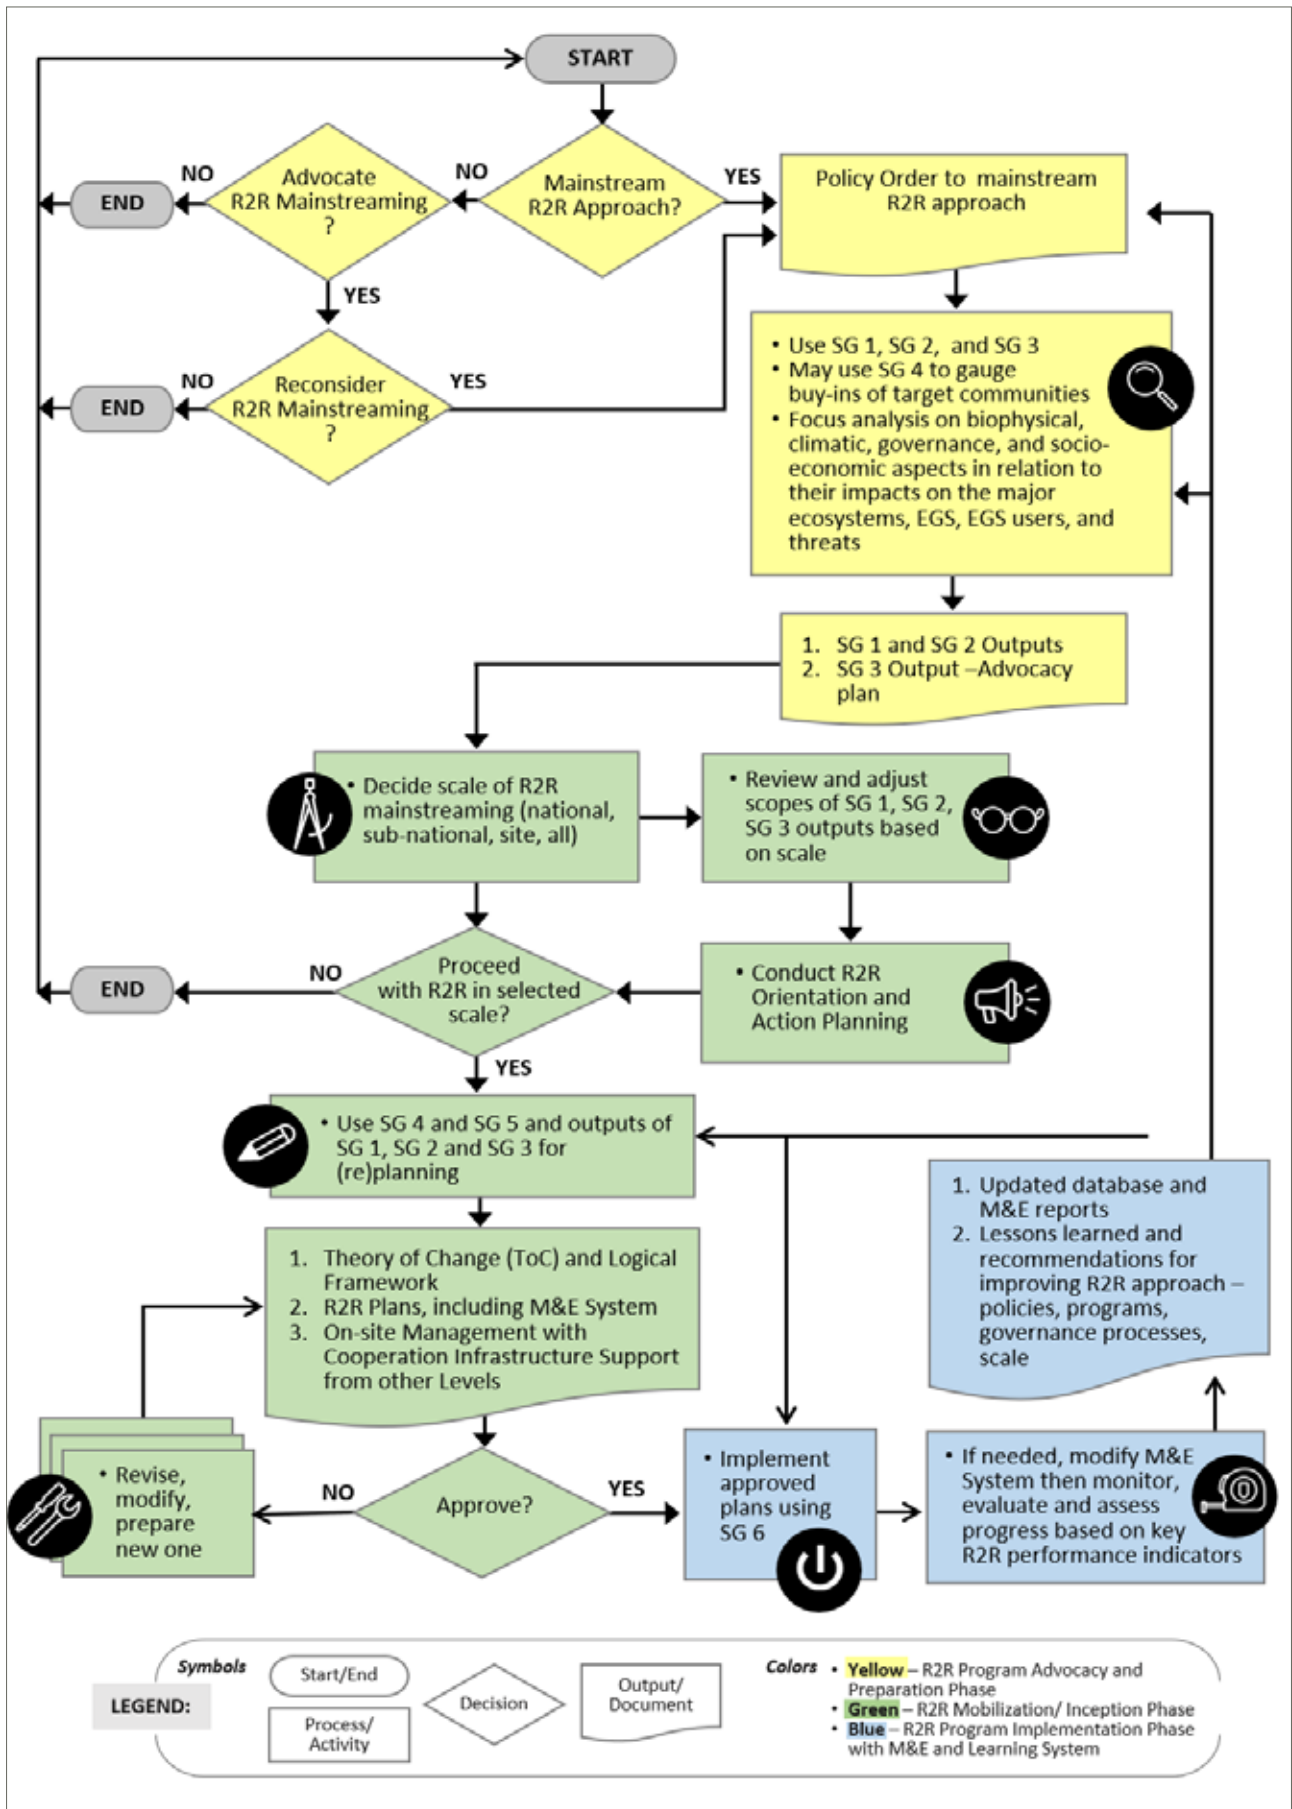 START
Mainstream
R2R Approach?
NO
YES
Advocate
R2R Mainstreaming
?
NO
END
YES
Policy Order to mainstream
R2R approach
Reconsider
R2R Mainstreaming
?
NO
YES
END
• Use SG 1, SG 2, and SG 3
• May use SG 4 to gauge
buy-ins of target communities
• Focus analysis on biophysical,
climatic, governance, and socio-
economic aspects in relation to
their impacts on the major
ecosystems, EGS, EGS users, and
threats
1. SG 1 and SG 2 Outputs
2. SG 3 Output –Advocacy
plan
• Decide scale of R2R
mainstreaming (national,
sub-national, site, all)
• Review and adjust
scopes of SG 1, SG 2,
SG 3 outputs based
on scale
Proceed
with R2R in selected
scale?
NO
END
YES
• Conduct R2R
Orientation and
Action Planning
• Use SG 4 and SG 5 and outputs of
SG 1, SG 2 and SG 3 for
(re)planning
1. Theory of Change (ToC) and Logical
Framework
2. R2R Plans, including M&E System
3. On-site Management with
Cooperation Infrastructure Support
from other Levels
1. Updated database and
M&E reports
2. Lessons learned and
recommendations for
improving R2R approach –
policies, programs,
governance processes,
scale
• Revise,
modify,
prepare
new one
NO
Approve?
YES
• Implement
approved
plans using
SG 6
• If needed, modify M&E
System then monitor,
evaluate and assess
progress based on key
R2R performance indicators
LEGEND:
Symbols
Start/End
Process/
Activity
Decision
Output/
Document
Colors
• Yellow – R2R Program Advocacy and
Preparation Phase
• Green – R2R Mobilization/ Inception Phase
• Blue – R2R Program Implementation Phase
with M&E and Learning System